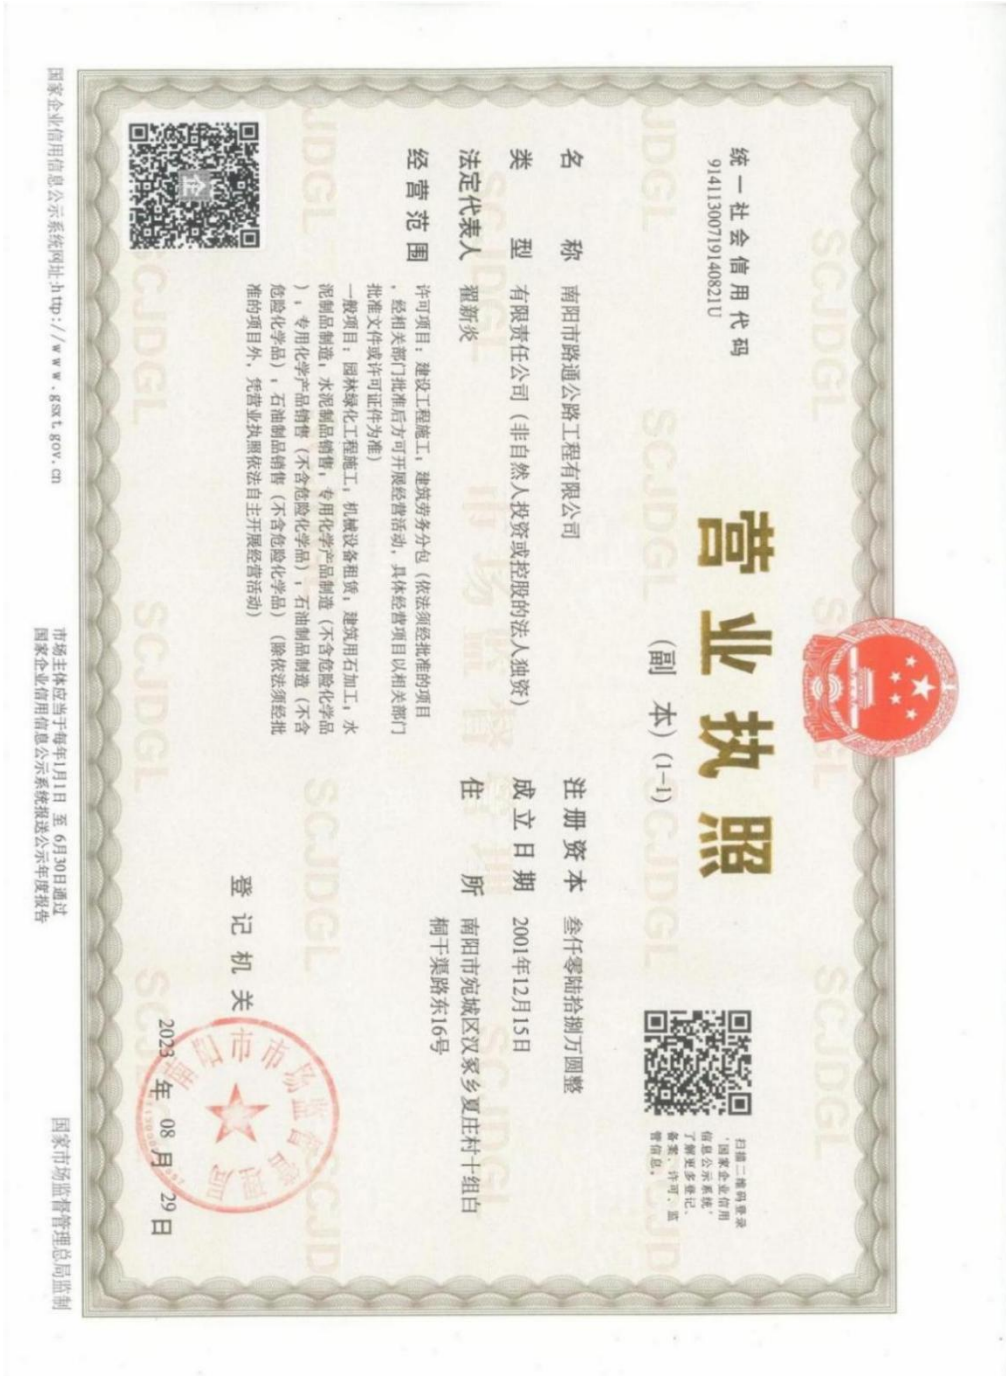 营业执照
（副 本）(1-1)
统一社会信用代码
91411300719140821U
扫描二维码登录
‘国家企业信用
信息公示系统’
了解更多登记、
备案、许可、监
管信息。
名 称 南阳市路通公路工程有限公司
类 型 有限责任公司（非自然人投资或控股的法人独资）
法定代表人 翟新炎
经营范围 许可项目：建设工程施工；建筑劳务分包（依法须经批准的项目
，经相关部门批准后方可开展经营活动，具体经营项目以相关部门
批准文件或许可证件为准）
一般项目：园林绿化工程施工；机械设备租赁；建筑用石加工；水
泥制品制造；水泥制品销售；专用化学产品制造（不含危险化学品
）；专用化学产品销售（不含危险化学品）；石油制品制造（不含
危险化学品）；石油制品销售（不含危险化学品）（除依法须经批
准的项目外，凭营业执照依法自主开展经营活动）
注册资本 叁仟零陆拾捌万圆整
成立日期 2001年12月15日
住 所 南阳市宛城区汉冢乡夏庄村十组白
桐干渠路东16号
登记机关
南阳市市场监督管理局
2023 年 08 月 29 日
国家企业信用信息公示系统网址:http://www.gsxt.gov.cn
市场主体应当于每年1月1日 至 6月30日通过
国家企业信用信息公示系统报送公示年度报告
国家市场监督管理总局监制